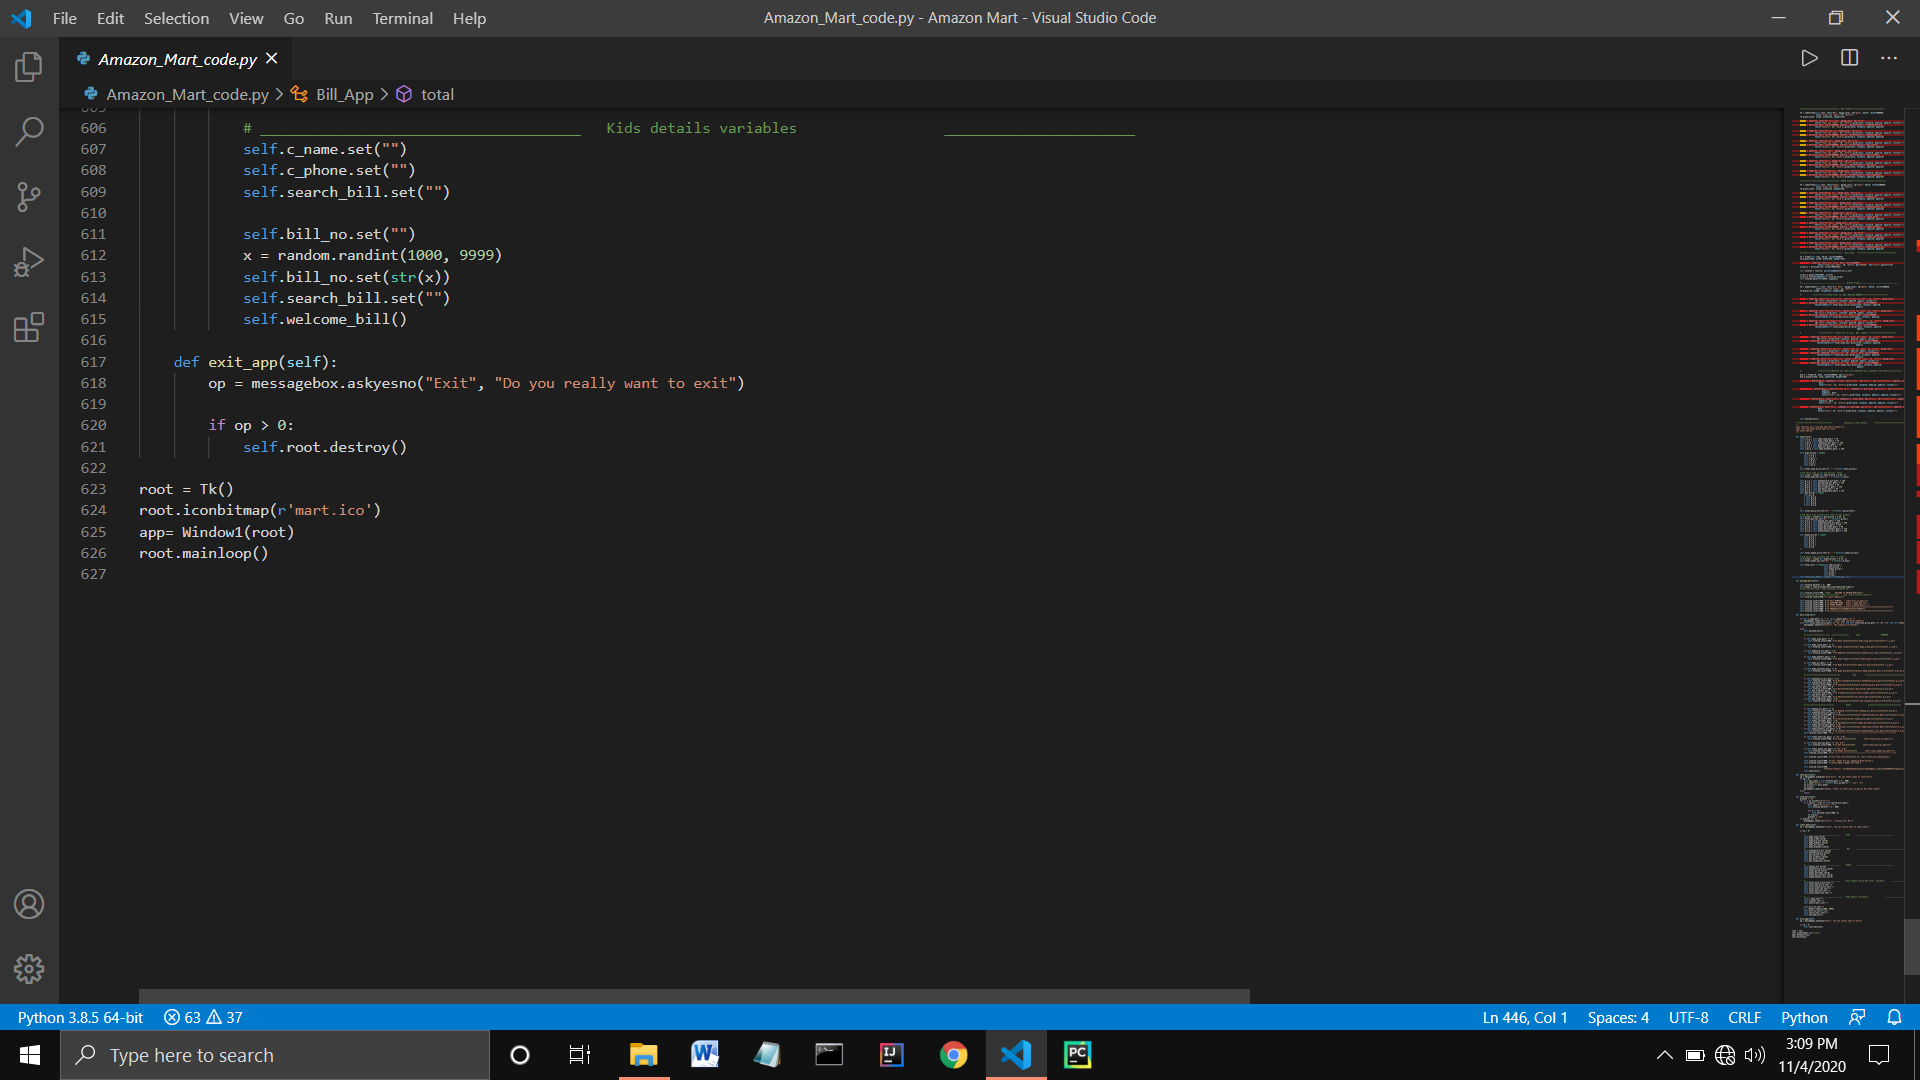 File Edit Selection View Go Run Terminal Help
Amazon_Mart_code.py - Amazon Mart - Visual Studio Code
Amazon_Mart_code.py
Amazon_Mart_code.py > Bill_App > total
606 # _____________________________________ Kids details variables ______________________
607 self.c_name.set("")
608 self.c_phone.set("")
609 self.search_bill.set("")
610
611 self.bill_no.set("")
612 x = random.randint(1000, 9999)
613 self.bill_no.set(str(x))
614 self.search_bill.set("")
615 self.welcome_bill()
616
617 def exit_app(self):
618 op = messagebox.askyesno("Exit", "Do you really want to exit")
619
620 if op > 0:
621 self.root.destroy()
622
623 root = Tk()
624 root.iconbitmap(r'mart.ico')
625 app= Window1(root)
626 root.mainloop()
627
Python 3.8.5 64-bit 63 37 Ln 446, Col 1 Spaces: 4 UTF-8 CRLF Python
Type here to search
3:09 PM
11/4/2020